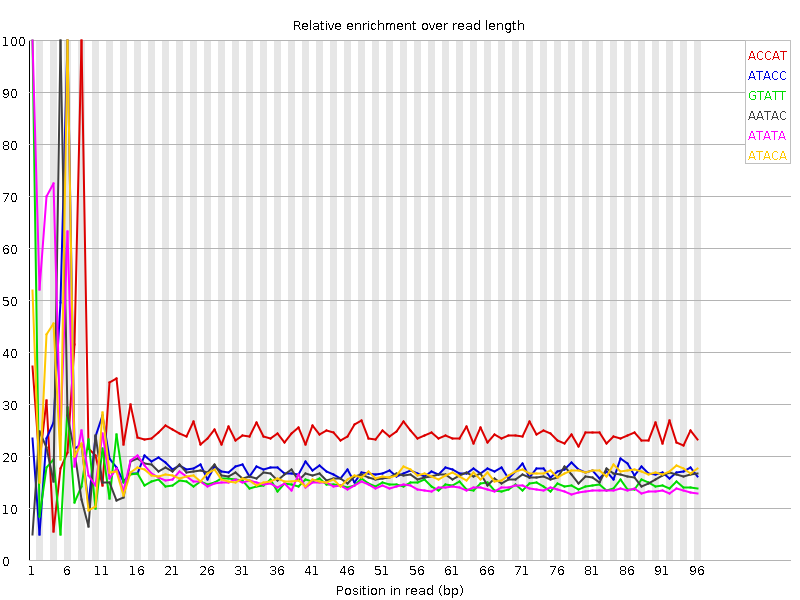 Relative enrichment over read length
100
90
80
70
60
50
40
30
20
10
0
ACCAT
ATACC
GTATT
AATAC
ATATA
ATACA
1 6 11 16 21 26 31 36 41 46 51 56 61 66 71 76 81 86 91 96
Position in read (bp)